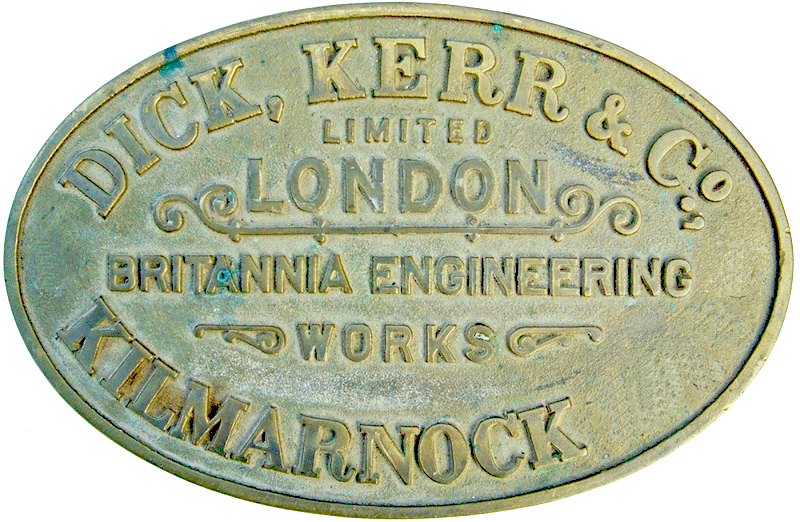 DICK, KERR & Co.,
LIMITED
LONDON
BRITANNIA ENGINEERING
WORKS
KILMARNOCK